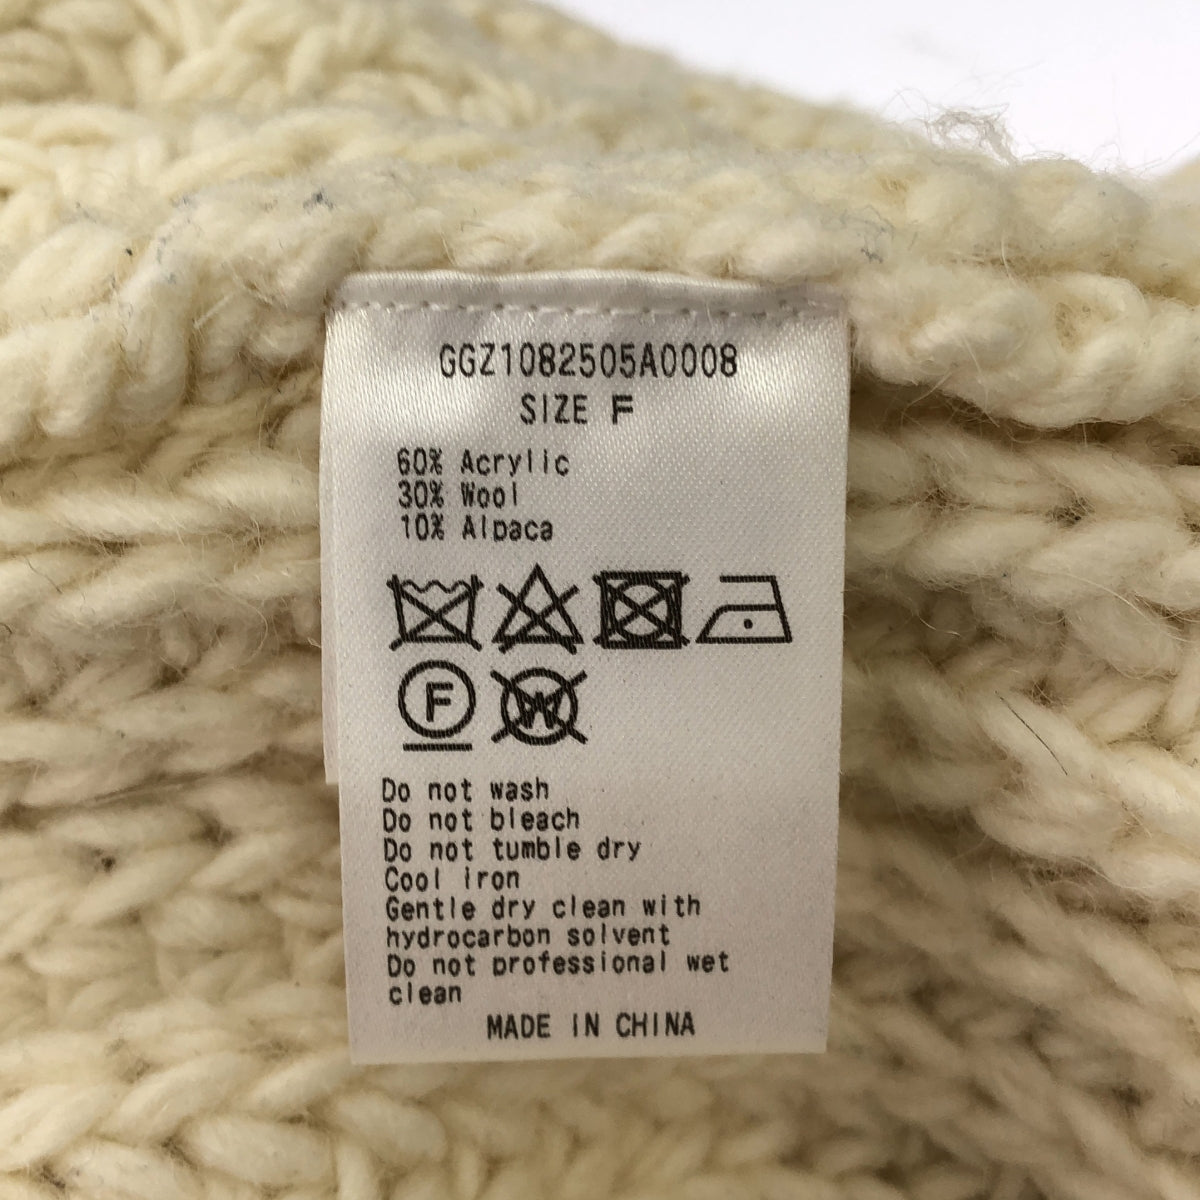 GGZ1082505A0008
SIZE F
60% Acrylic
30% Wool
10% Alpaca
F W
Do not wash
Do not bleach
Do not tumble dry
Cool iron
Gentle dry clean with
hydrocarbon solvent
Do not professional wet
clean
MADE IN CHINA